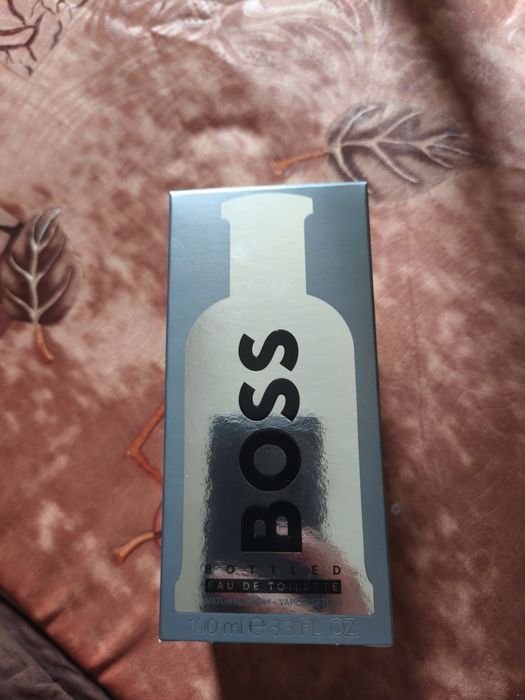 BOSS
BOTTLED
EAU DE TOILETTE
NATURAL SPRAY - VAPORISATEUR
100 ml e 3.3 FL. OZ.